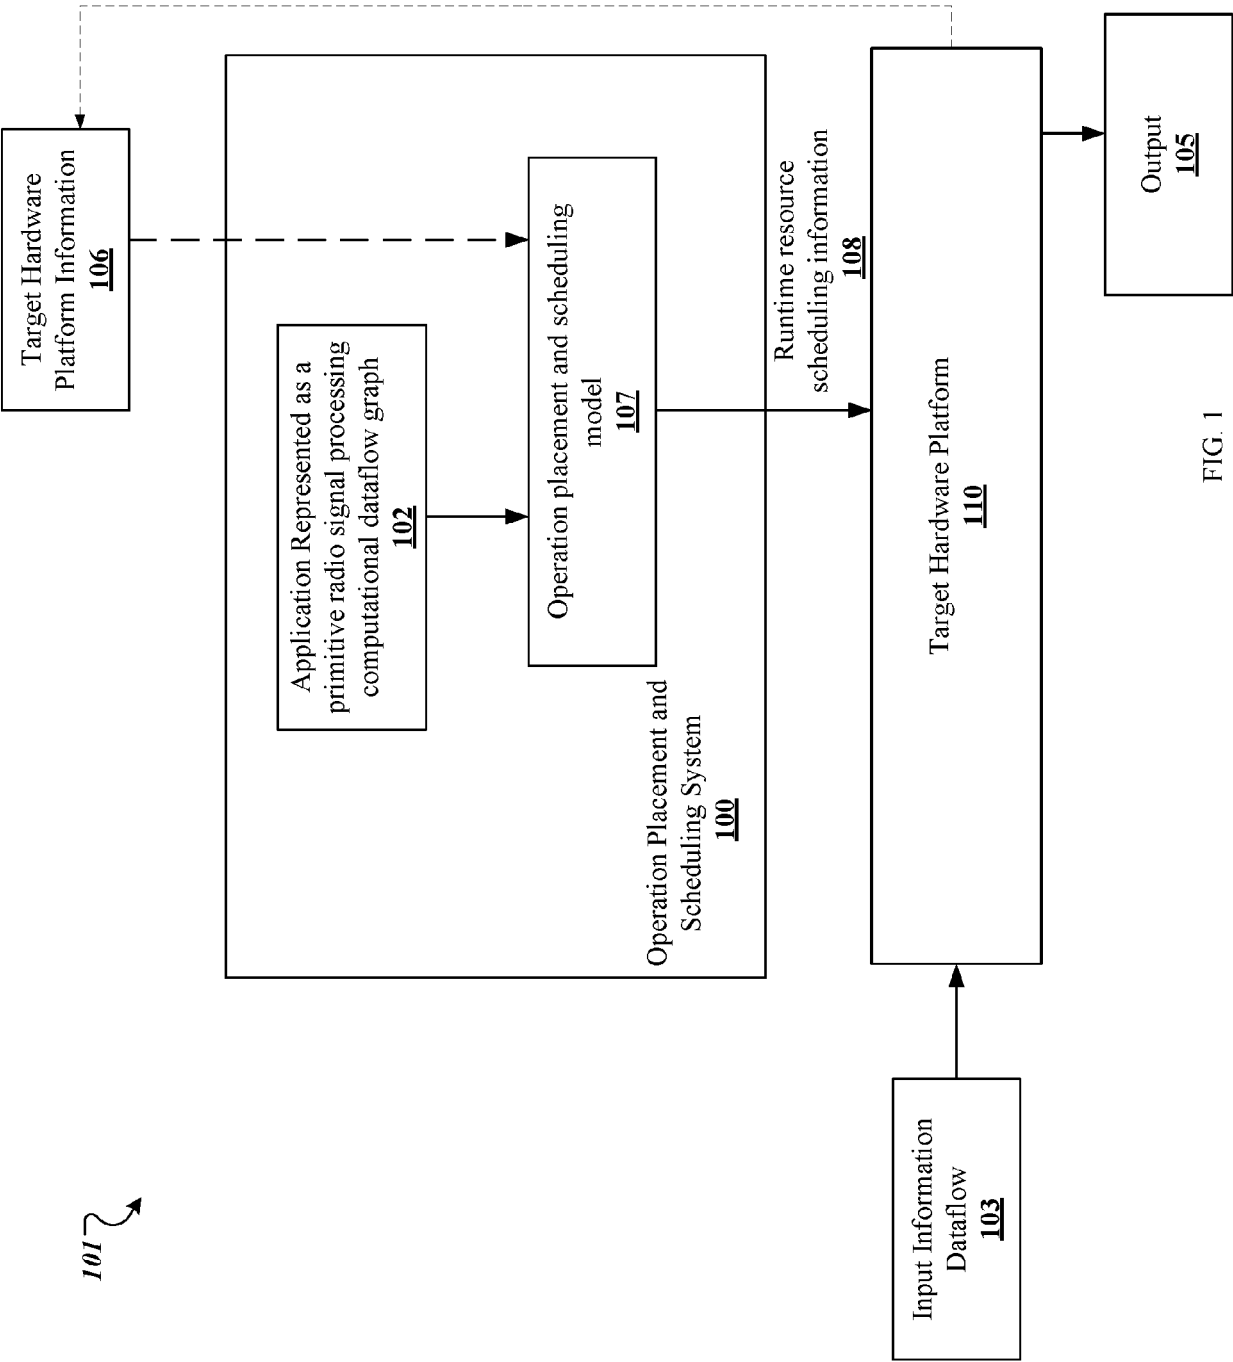 101
Target Hardware
Platform Information
106
Application Represented as a
primitive radio signal processing
computational dataflow graph
102
Operation placement and scheduling
model
107
Operation Placement and
Scheduling System
100
Runtime resource
scheduling information
108
Input Information
Dataflow
103
Target Hardware Platform
110
Output
105
FIG. 1